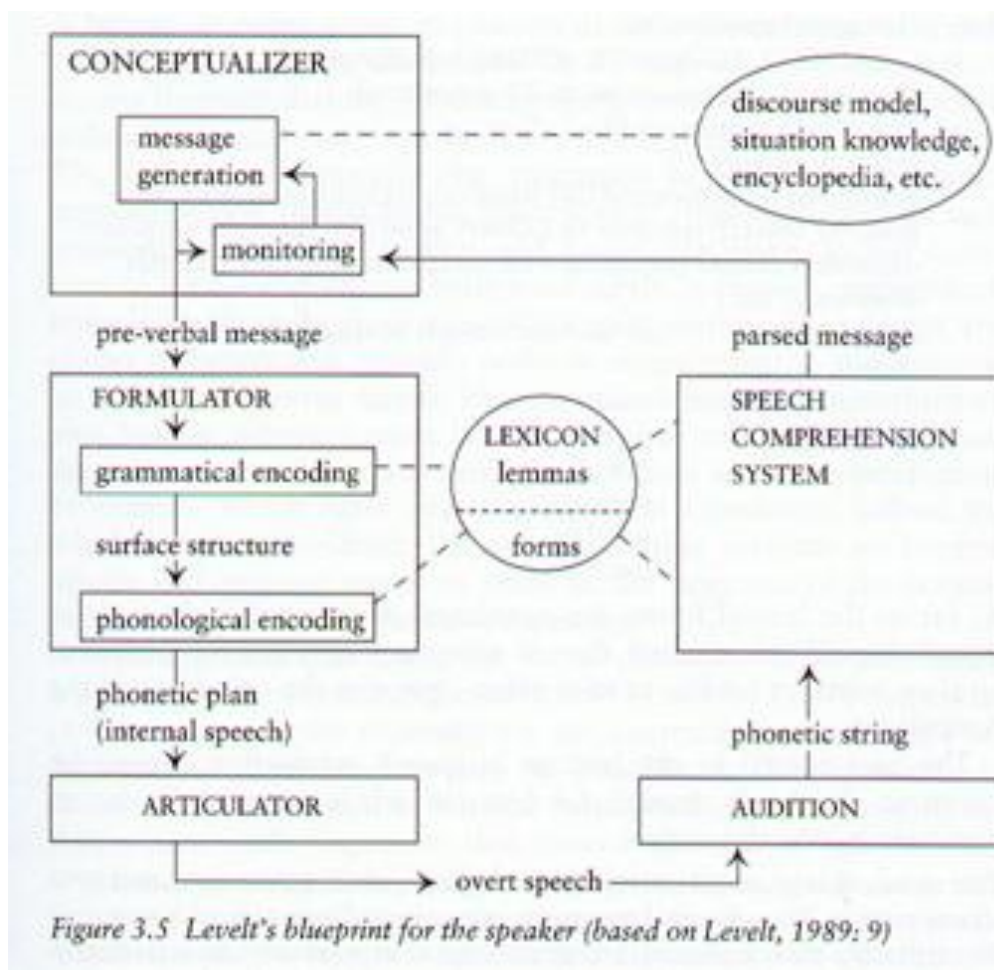 CONCEPTUALIZER
message
generation
monitoring
discourse model,
situation knowledge,
encyclopedia, etc.
pre-verbal message
parsed message
FORMULATOR
grammatical encoding
surface structure
phonological encoding
LEXICON
lemmas
forms
SPEECH
COMPREHENSION
SYSTEM
phonetic plan
(internal speech)
phonetic string
ARTICULATOR
AUDITION
overt speech
Figure 3.5 Levelt's blueprint for the speaker (based on Levelt, 1989: 9)